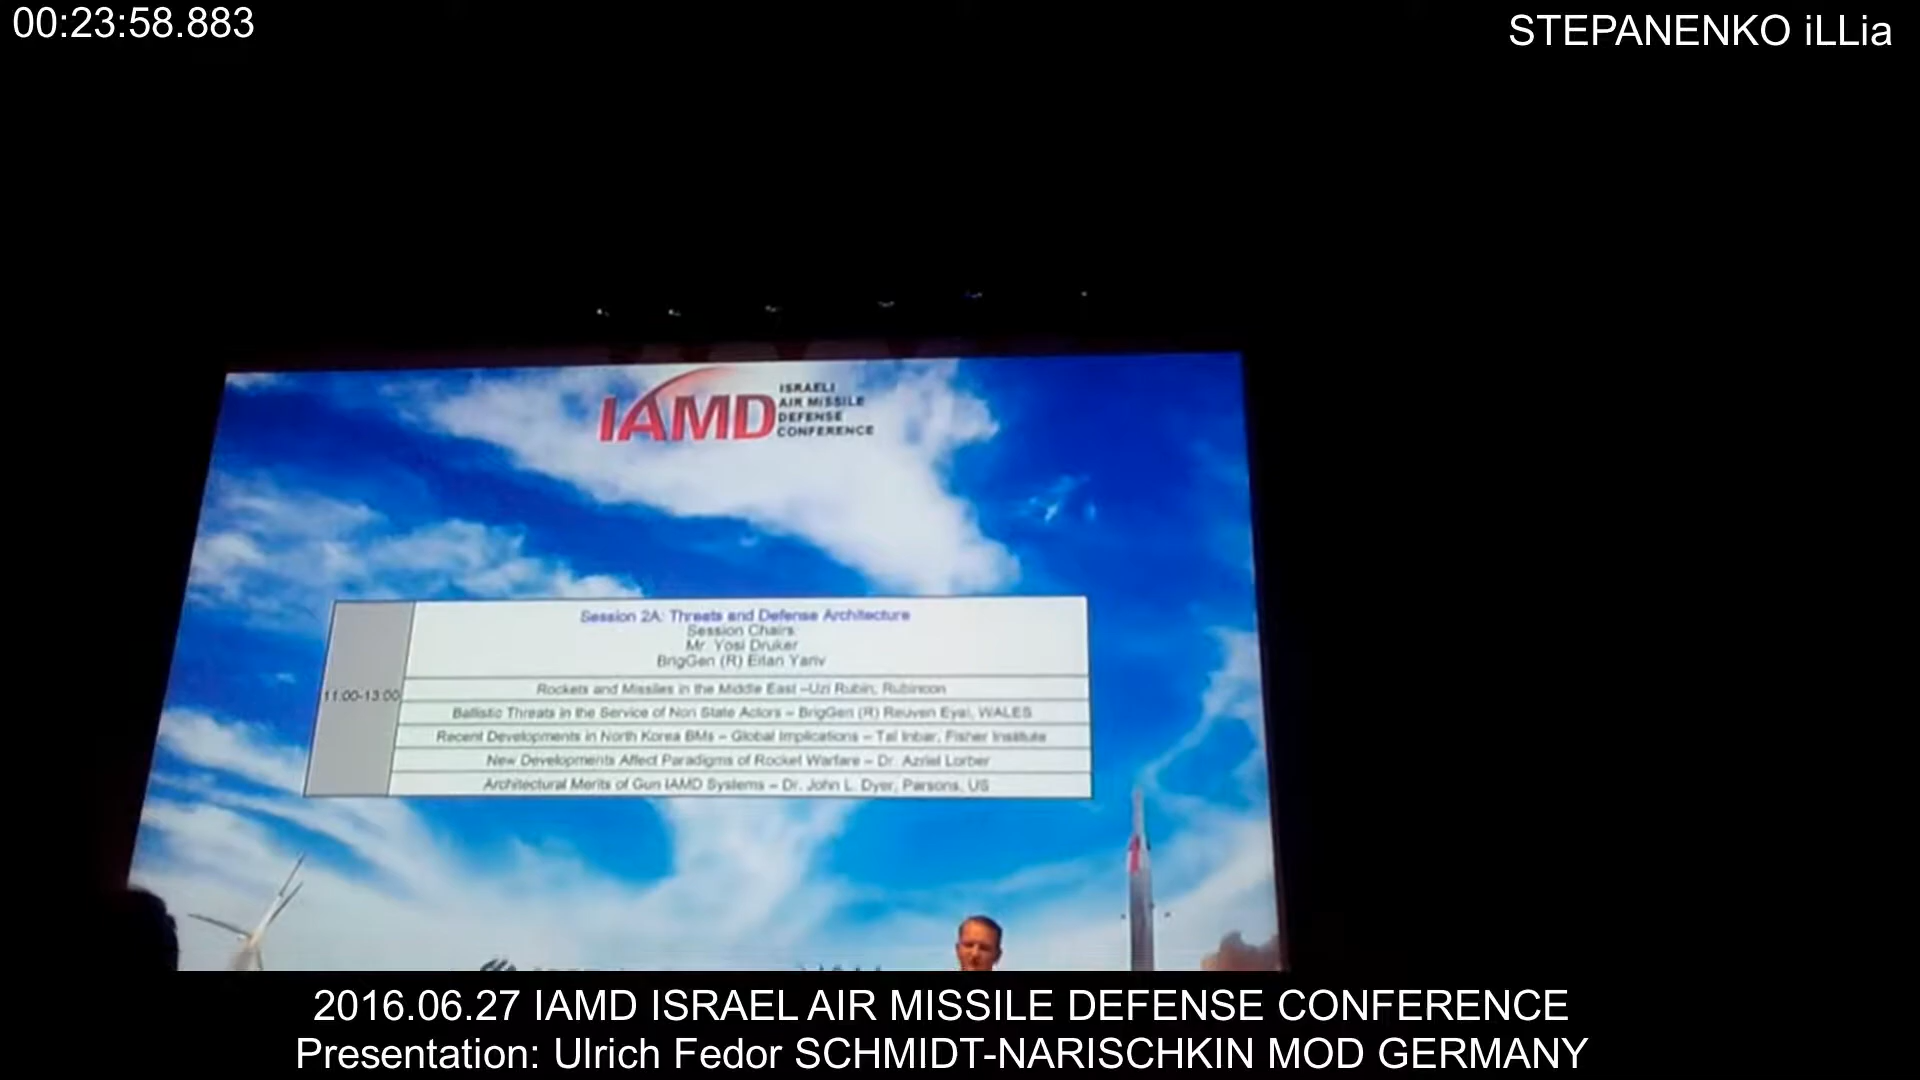 00:23:58.883
STEPANENKO iLLia
IAMD
ISRAELI
AIR MISSILE
DEFENSE
CONFERENCE
Session 2A: Threats and Defense Architecture
Session Chairs
Mr. Yosi Druker
BrigGen (R) Eitan Yariv
11:00-13:00
Rockets and Missiles in the Middle East –Uzi Rubin, Rubincon
Ballistic Threats in the Service of Non State Actors – BrigGen (R) Reuven Eyal, WALES
Recent Developments in North Korea BMs – Global Implications – Tal Inbar, Fisher Institute
New Developments Affect Paradigms of Rocket Warfare – Dr. Azriel Lorber
Architectural Merits of Gun IAMD Systems – Dr. John L. Dyer, Parsons, US
2016.06.27 IAMD ISRAEL AIR MISSILE DEFENSE CONFERENCE
Presentation: Ulrich Fedor SCHMIDT-NARISCHKIN MOD GERMANY